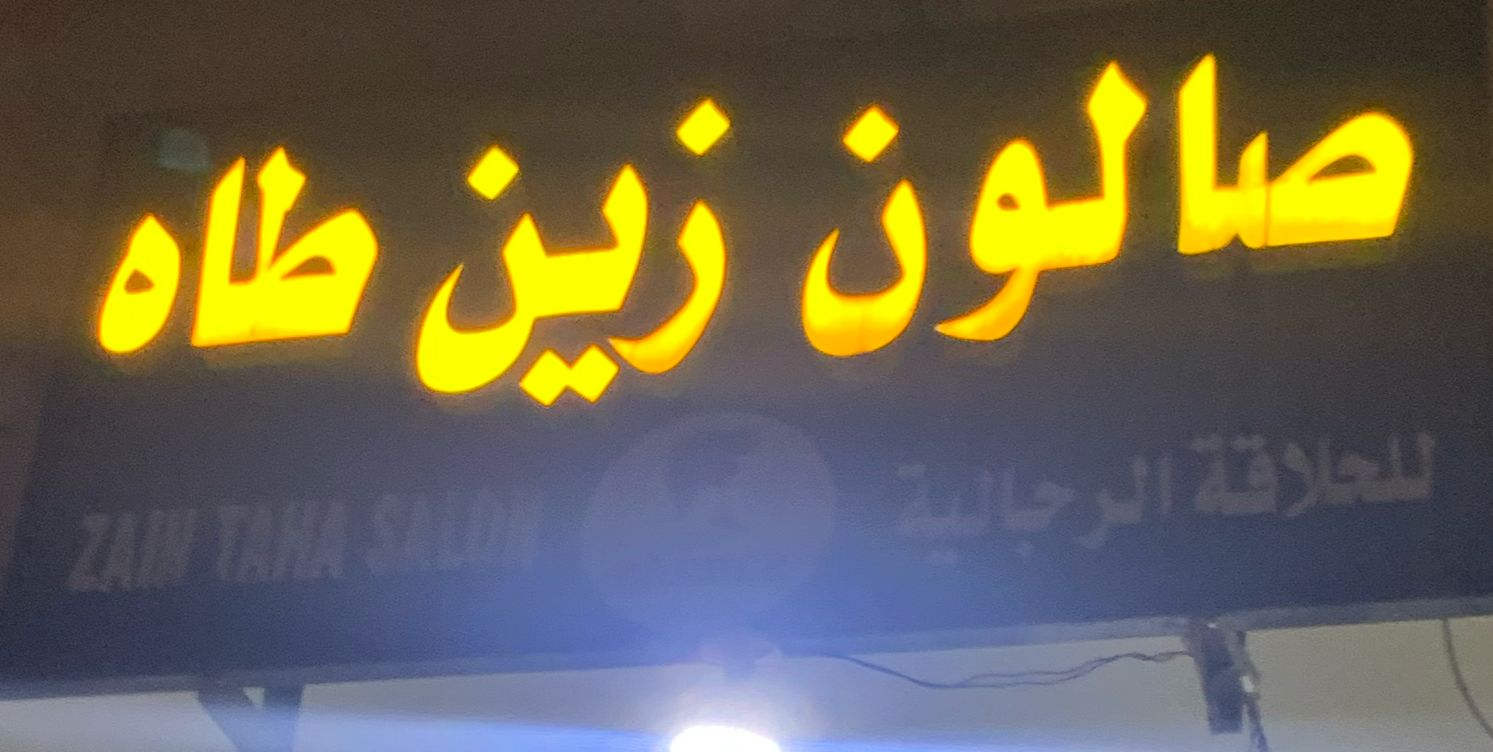 صالون زين طاه
للحلاقة الرجالية
ZAIN TAHA SALON